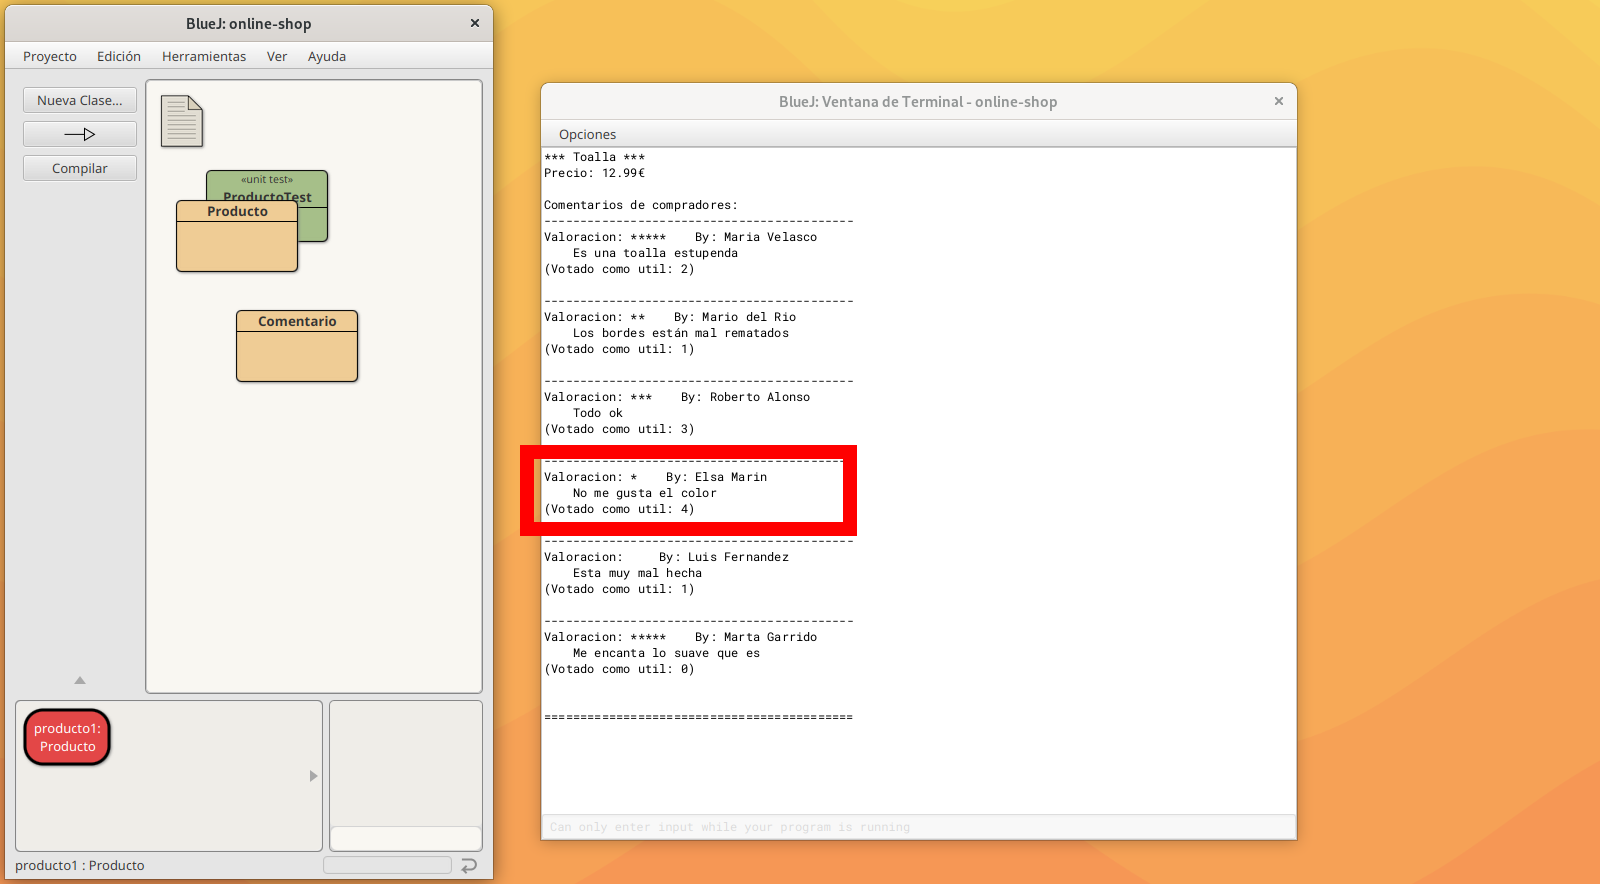 BlueJ: online-shop
Proyecto Edición Herramientas Ver Ayuda
Nueva Clase...
Compilar
«unit test»
ProductoTest
Producto
Comentario
producto1:
Producto
producto1 : Producto
BlueJ: Ventana de Terminal - online-shop
Opciones
*** Toalla ***
Precio: 12.99€
Comentarios de compradores:
-------------------------------------------
Valoracion: *****    By: Maria Velasco
    Es una toalla estupenda
(Votado como util: 2)
-------------------------------------------
Valoracion: **    By: Mario del Rio
    Los bordes están mal rematados
(Votado como util: 1)
-------------------------------------------
Valoracion: ***    By: Roberto Alonso
    Todo ok
(Votado como util: 3)
-------------------------------------------
Valoracion: *    By: Elsa Marin
    No me gusta el color
(Votado como util: 4)
-------------------------------------------
Valoracion:     By: Luis Fernandez
    Esta muy mal hecha
(Votado como util: 1)
-------------------------------------------
Valoracion: *****    By: Marta Garrido
    Me encanta lo suave que es
(Votado como util: 0)
===========================================
Can only enter input while your program is running